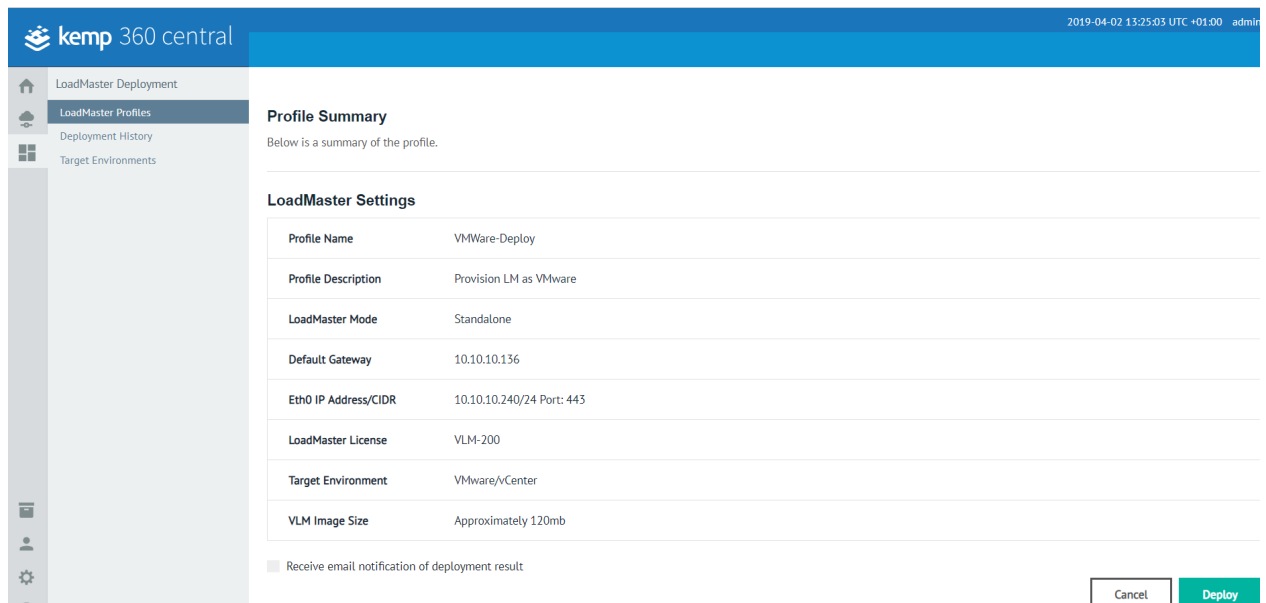 2019-04-02 13:25:03 UTC +01:00 admin
kemp 360 central
LoadMaster Deployment
LoadMaster Profiles
Deployment History
Target Environments
Profile Summary
Below is a summary of the profile.
LoadMaster Settings
Profile Name VMWare-Deploy
Profile Description Provision LM as VMware
LoadMaster Mode Standalone
Default Gateway 10.10.10.136
Eth0 IP Address/CIDR 10.10.10.240/24 Port: 443
LoadMaster License VLM-200
Target Environment VMware/vCenter
VLM Image Size Approximately 120mb
Receive email notification of deployment result
Cancel Deploy